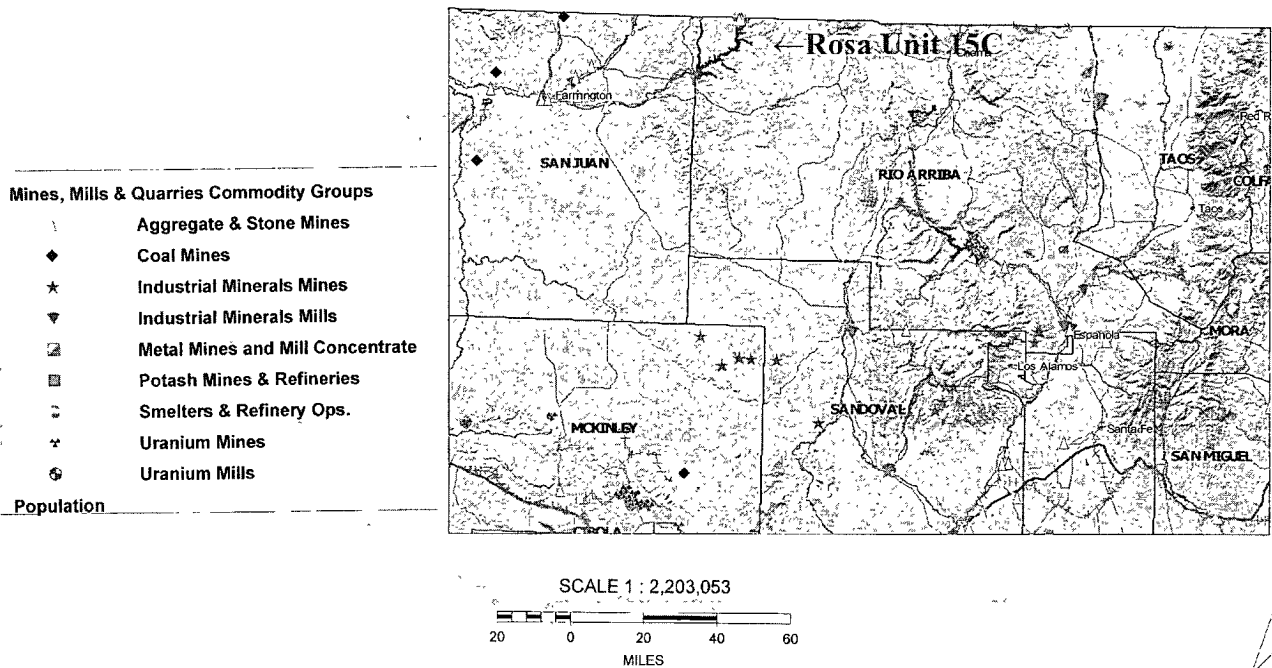 Mines, Mills & Quarries Commodity Groups
Aggregate & Stone Mines
Coal Mines
Industrial Minerals Mines
Industrial Minerals Mills
Metal Mines and Mill Concentrate
Potash Mines & Refineries
Smelters & Refinery Ops.
Uranium Mines
Uranium Mills
Population
←Rosa Unit 15C
Farmington
SAN JUAN
RIO ARRIBA
TAOS
Taos
MORA
Espanola
Los Alamos
SANDOVAL
MCKINLEY
Santa Fe
SAN MIGUEL
SCALE 1 : 2,203,053
20 0 20 40 60
MILES